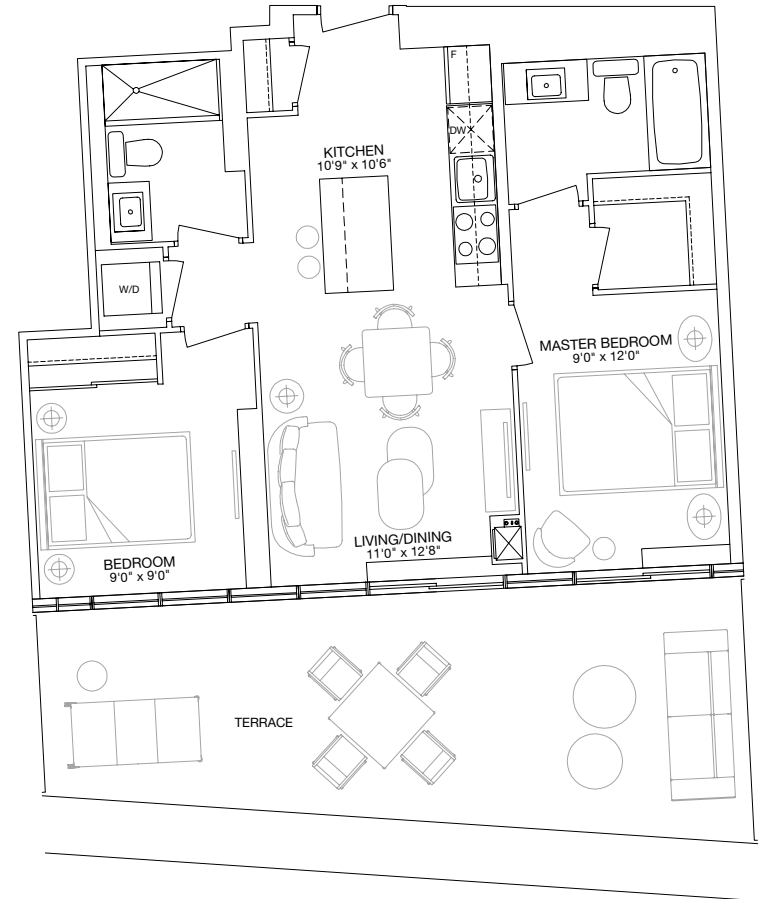 F
DW
KITCHEN
10'9" x 10'6"
W/D
MASTER BEDROOM
9'0" x 12'0"
LIVING/DINING
11'0" x 12'8"
BEDROOM
9'0" x 9'0"
TERRACE